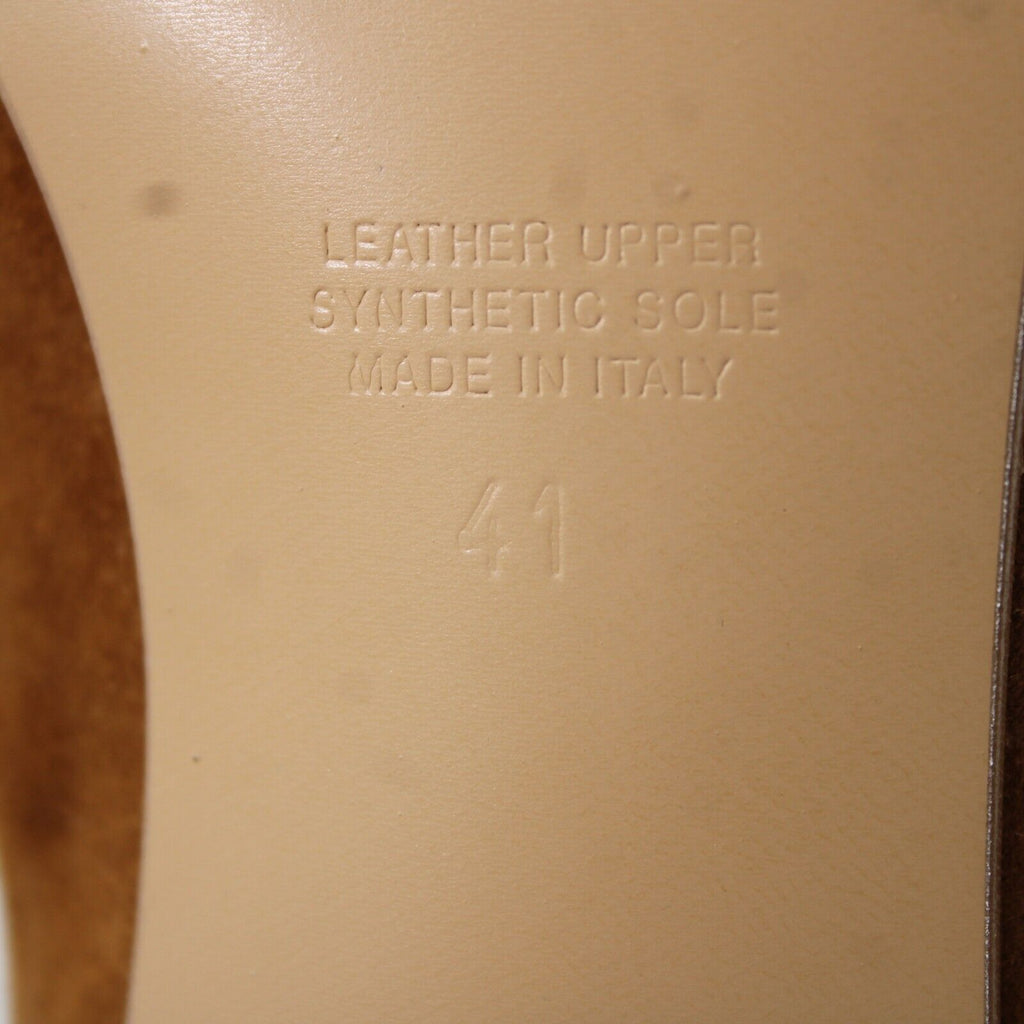 LEATHER UPPER
SYNTHETIC SOLE
MADE IN ITALY
41